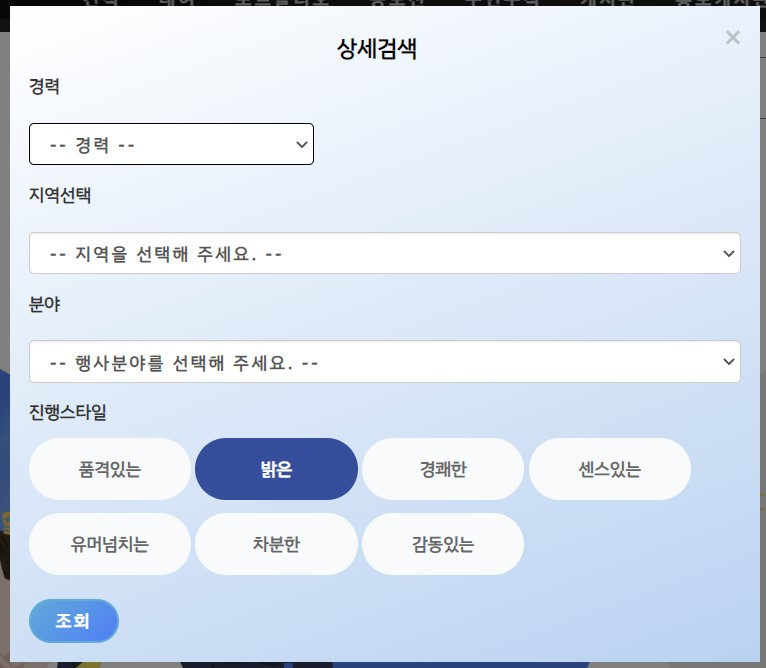 상세검색
×
경력
-- 경력 --
지역선택
-- 지역을 선택해 주세요. --
분야
-- 행사분야를 선택해 주세요. --
진행스타일
품격있는 밝은 경쾌한 센스있는
유머넘치는 차분한 감동있는
조회